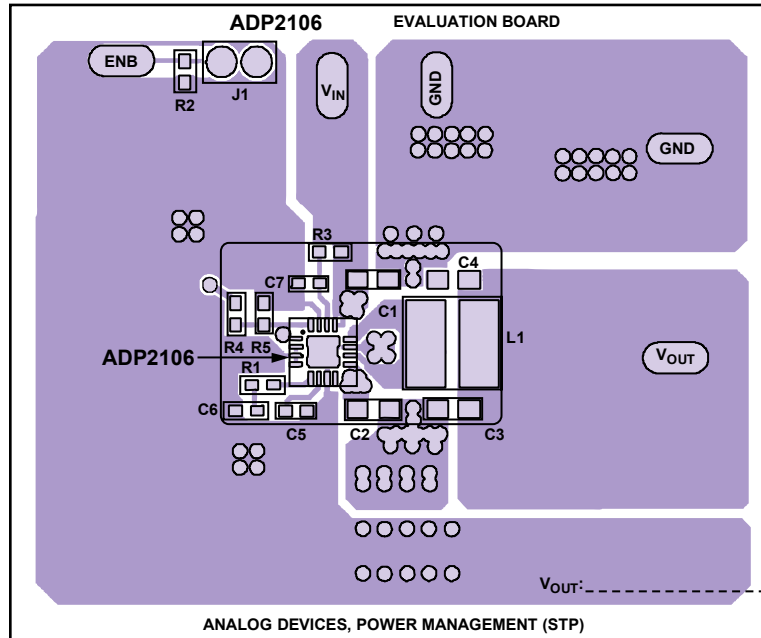 ADP2106 EVALUATION BOARD
ENB
R2
J1
VIN
GND
GND
R3
C7
C4
C1
L1
R4 R5
ADP2106
R1
VOUT
C6
C5
C2
C3
VOUT:
ANALOG DEVICES, POWER MANAGEMENT (STP)